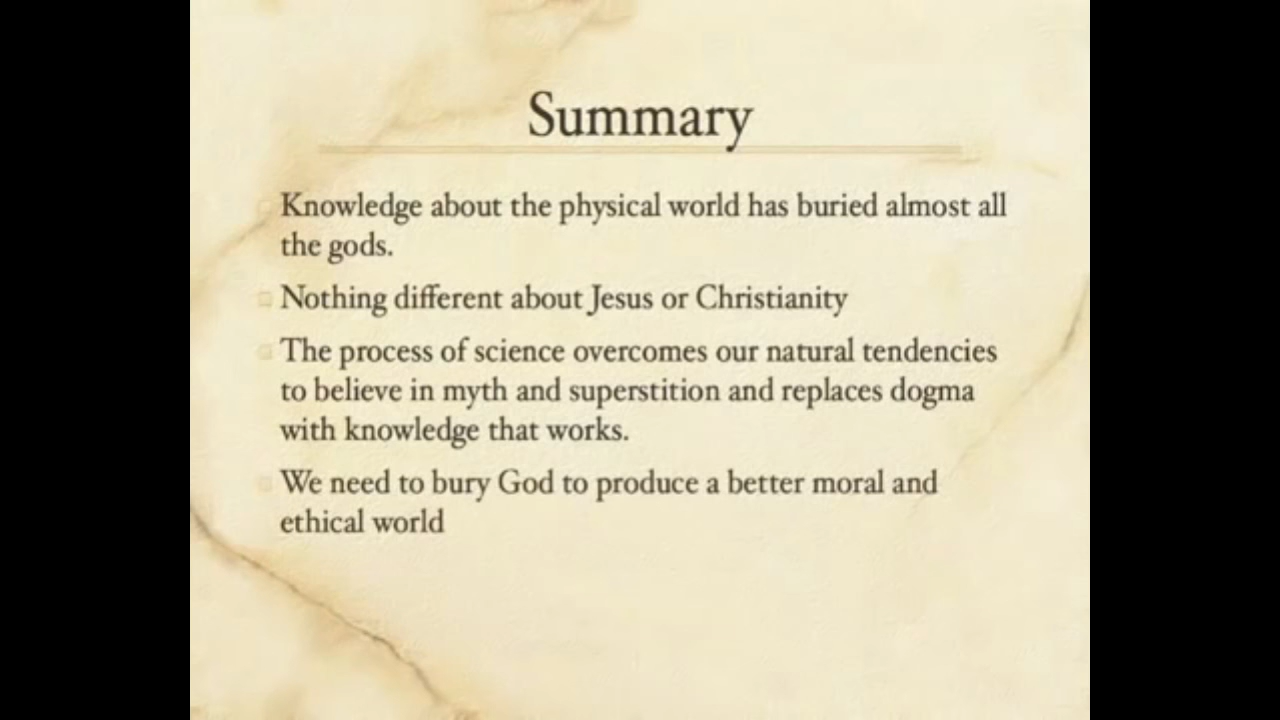 Summary
Knowledge about the physical world has buried almost all
the gods.
Nothing different about Jesus or Christianity
The process of science overcomes our natural tendencies
to believe in myth and superstition and replaces dogma
with knowledge that works.
We need to bury God to produce a better moral and
ethical world